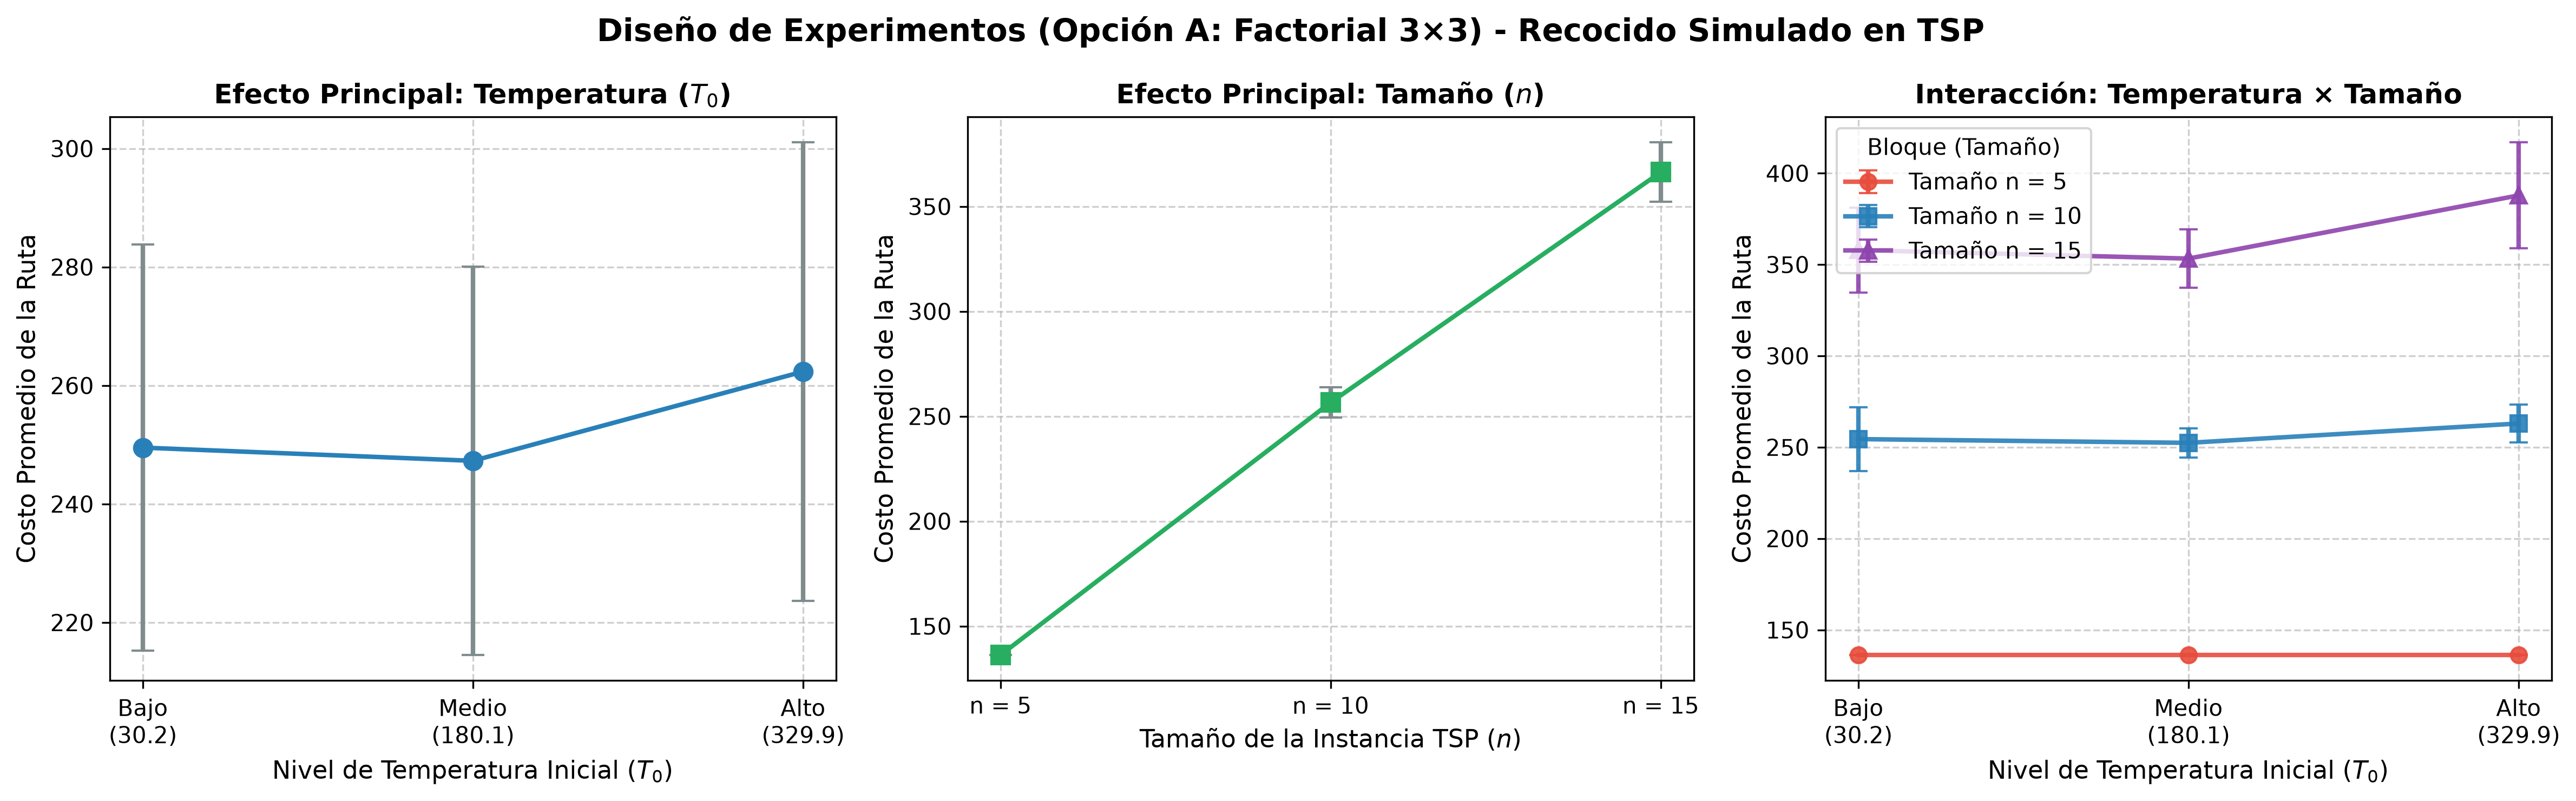 Diseño de Experimentos (Opción A: Factorial 3×3) - Recocido Simulado en TSP
Efecto Principal: Temperatura (T₀)
Costo Promedio de la Ruta
300
280
260
240
220
Bajo
(30.2)
Medio
(180.1)
Alto
(329.9)
Nivel de Temperatura Inicial (T₀)
Efecto Principal: Tamaño (n)
Costo Promedio de la Ruta
350
300
250
200
150
n = 5
n = 10
n = 15
Tamaño de la Instancia TSP (n)
Interacción: Temperatura × Tamaño
Costo Promedio de la Ruta
400
350
300
250
200
150
Bloque (Tamaño)
Tamaño n = 5
Tamaño n = 10
Tamaño n = 15
Bajo
(30.2)
Medio
(180.1)
Alto
(329.9)
Nivel de Temperatura Inicial (T₀)